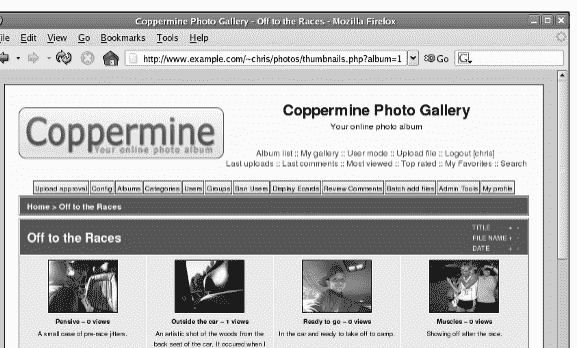 Coppermine Photo Gallery - Off to the Races - Mozilla Firefox
ile Edit View Go Bookmarks Tools Help
http://www.example.com/~chris/photos/thumbnails.php?album=1 Go G
Coppermine
Your online photo album
Coppermine Photo Gallery
Your online photo album
Album list :: My gallery :: User mode :: Upload file :: Logout [chris]
Last uploads :: Last comments :: Most viewed :: Top rated :: My Favorites :: Search
Upload approval Config Albums Categories Users Groups Ban Users Display Ecards Review Comments Batch add files Admin Tools My profile
Home > Off to the Races
Off to the Races
TITLE + -
FILE NAME + -
DATE + -
Pensive – 0 views
A small case of pre-race jitters.
Outside the car – 1 views
An artistic shot of the woods from the
back seat of the car. It occurred when I
Ready to go – 0 views
In the car and ready to take off to camp.
Muscles – 0 views
Showing off after the race.